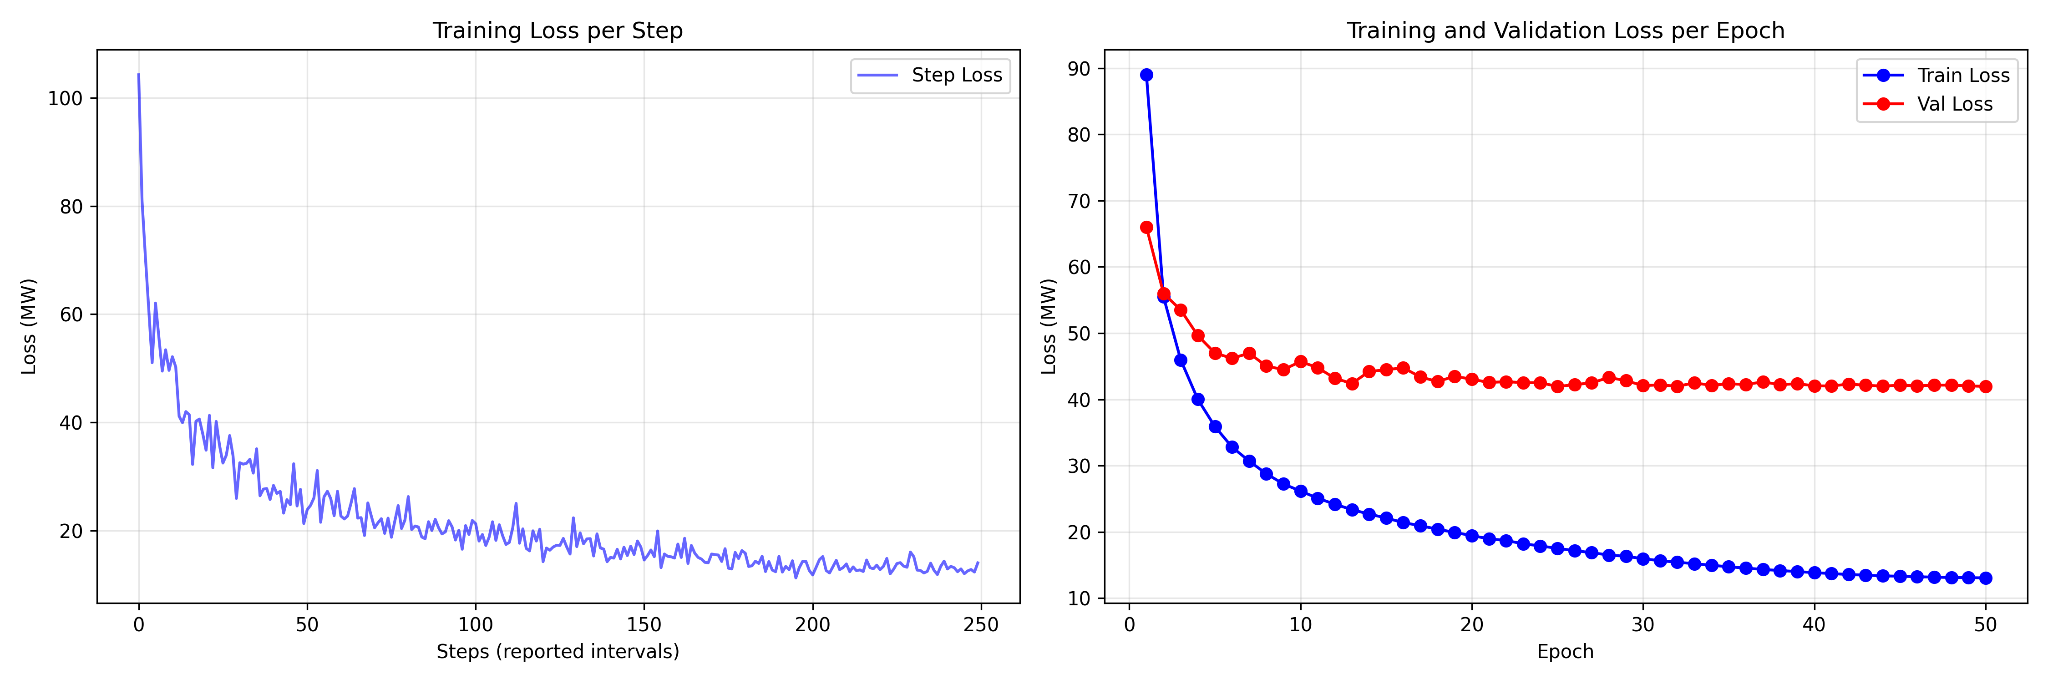 Training Loss per Step
Step Loss
Loss (MW)
100
80
60
40
20
0
50
100
150
200
250
Steps (reported intervals)
Training and Validation Loss per Epoch
Train Loss
Val Loss
Loss (MW)
90
80
70
60
50
40
30
20
10
0
10
20
30
40
50
Epoch